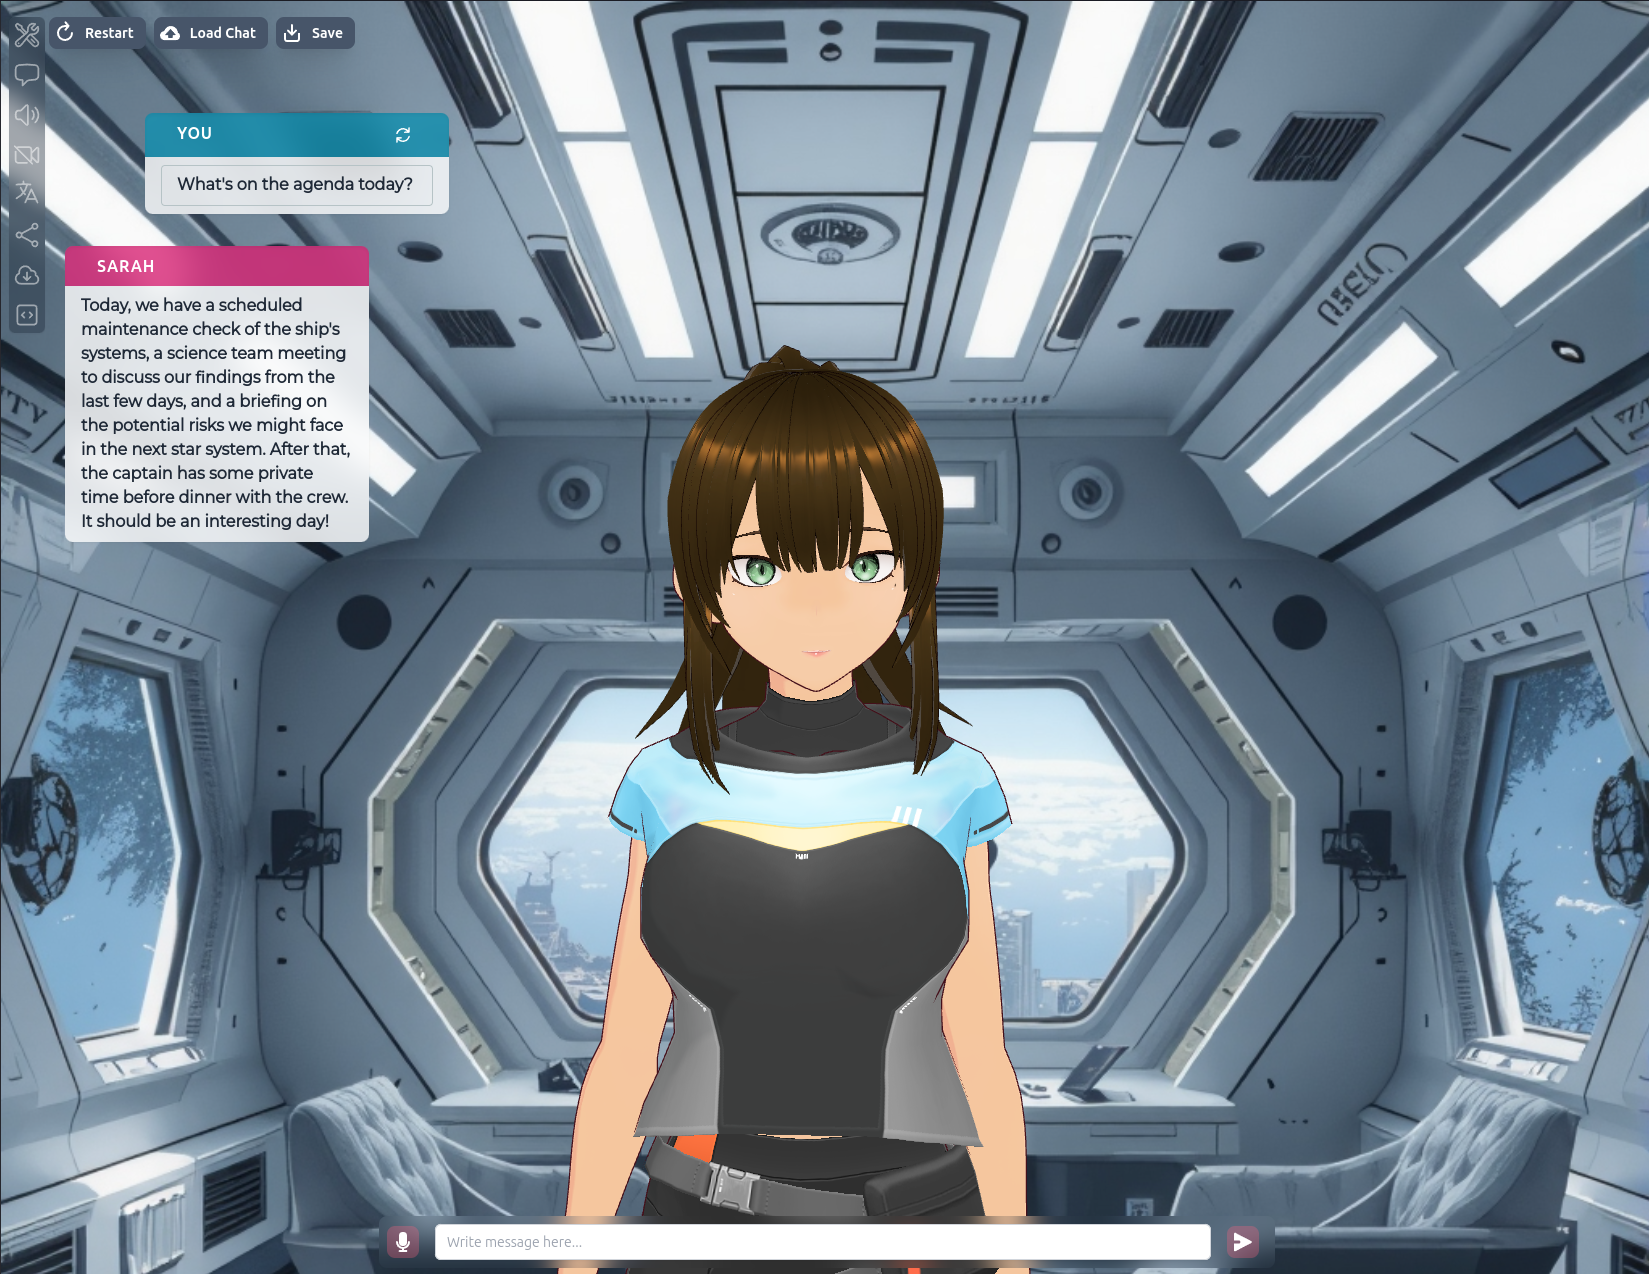 Restart
Load Chat
Save
YOU
What's on the agenda today?
SARAH
Today, we have a scheduled
maintenance check of the ship's
systems, a science team meeting
to discuss our findings from the
last few days, and a briefing on
the potential risks we might face
in the next star system. After that,
the captain has some private
time before dinner with the crew.
It should be an interesting day!
Write message here...